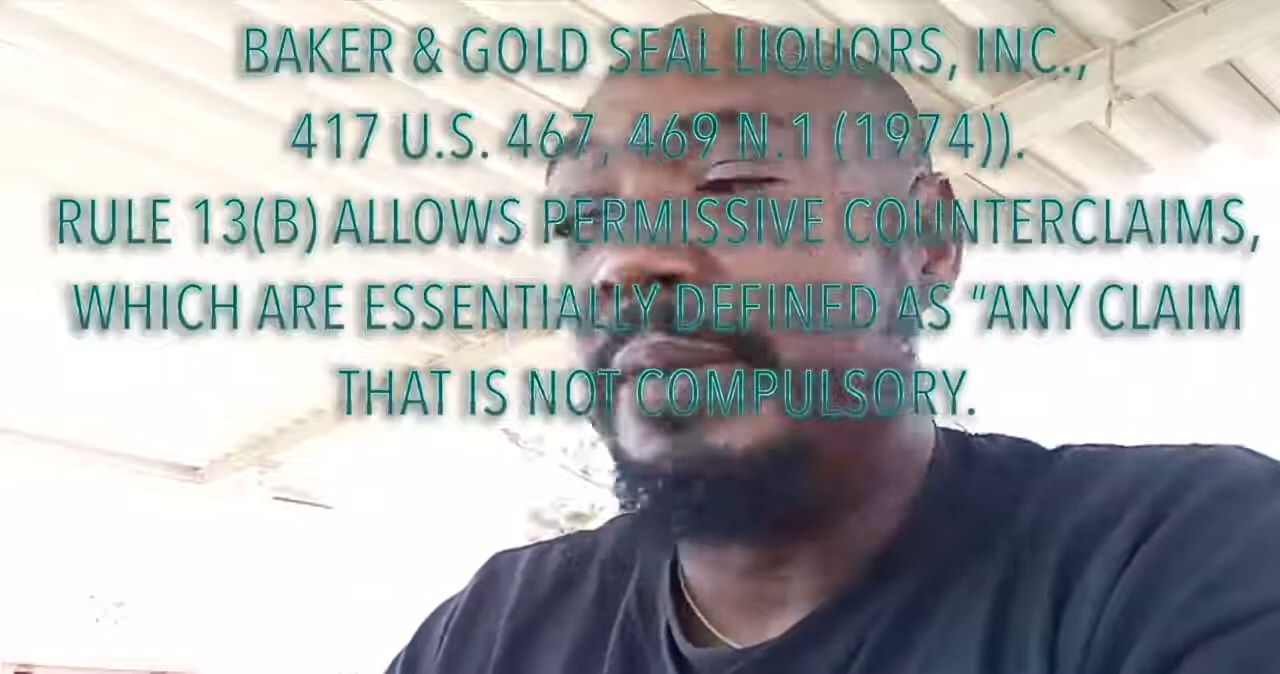 BAKER & GOLD SEAL LIQUORS, INC.,
417 U.S. 467, 469 N.1 (1974)).
RULE 13(B) ALLOWS PERMISSIVE COUNTERCLAIMS,
WHICH ARE ESSENTIALLY DEFINED AS “ANY CLAIM
THAT IS NOT COMPULSORY.